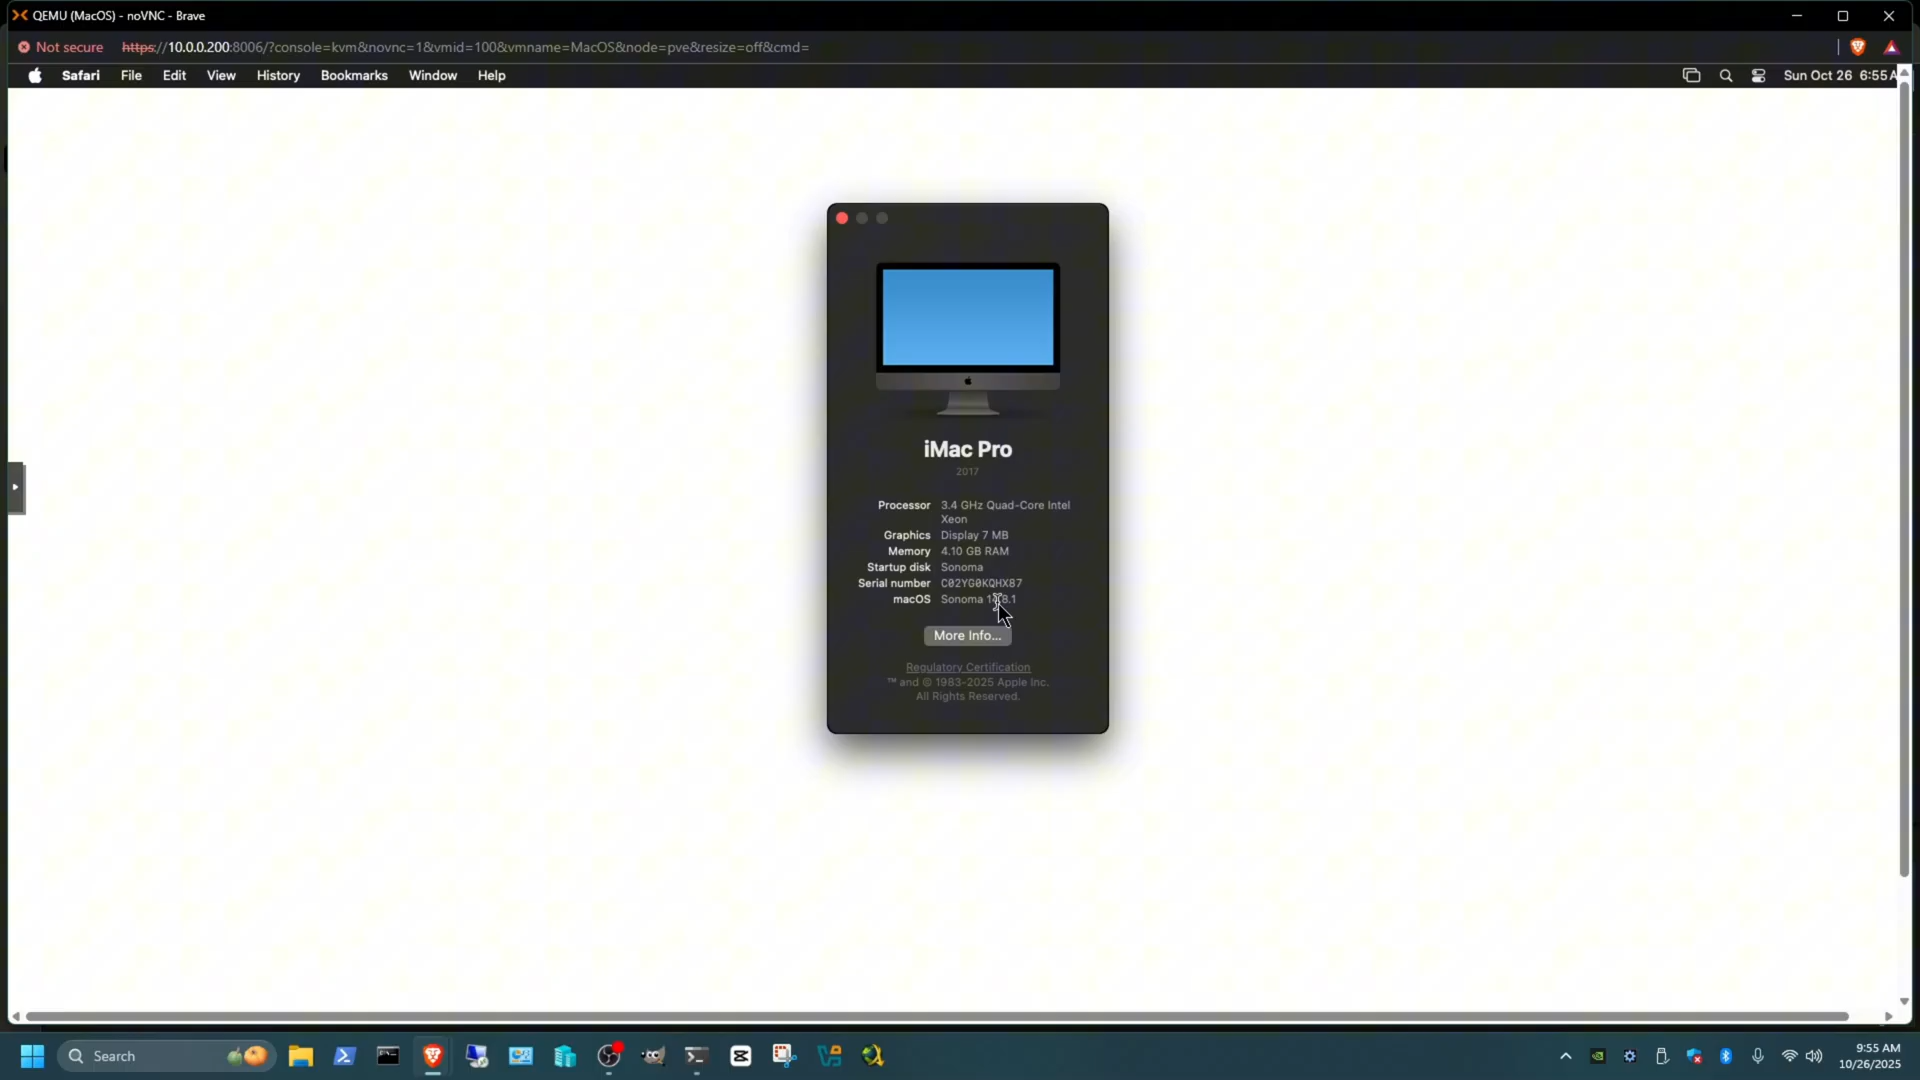 QEMU (MacOS) - noVNC - Brave
Not secure https://10.0.0.200:8006/?console=kvm&novnc=1&vmid=100&vmname=MacOS&node=pve&resize=off&cmd=
Safari File Edit View History Bookmarks Window Help Sun Oct 26 6:55A
iMac Pro
2017
Processor 3.4 GHz Quad-Core Intel
Xeon
Graphics Display 7 MB
Memory 4.10 GB RAM
Startup disk Sonoma
Serial number C02YG0KQHX87
macOS Sonoma
More Info...
Regulatory Certification
™ and © 1983-2025 Apple Inc.
All Rights Reserved.
Search
9:55 AM
10/26/2025